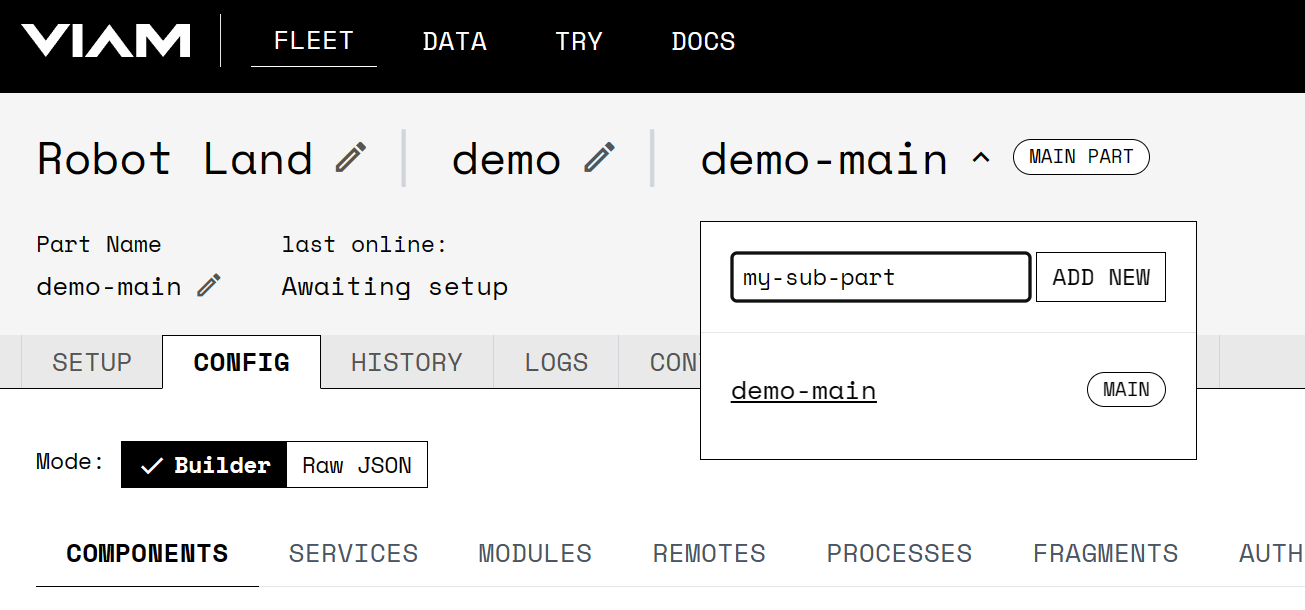 VIAM FLEET DATA TRY DOCS
Robot Land demo demo-main MAIN PART
Part Name last online:
demo-main Awaiting setup
my-sub-part ADD NEW
SETUP CONFIG HISTORY LOGS CON
demo-main MAIN
Mode: Builder Raw JSON
COMPONENTS SERVICES MODULES REMOTES PROCESSES FRAGMENTS AUTH